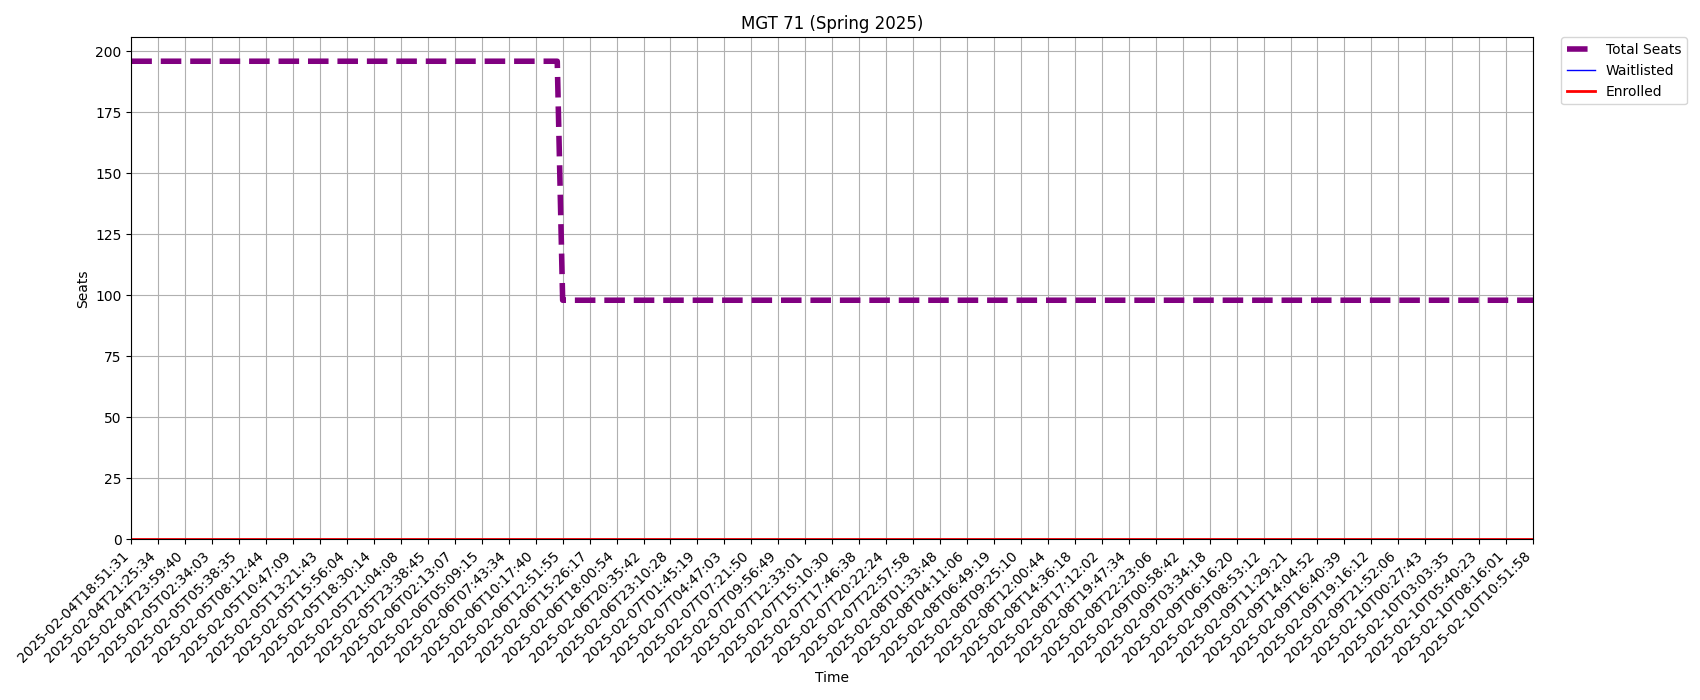 MGT 71 (Spring 2025)
Total Seats
Waitlisted
Enrolled
Seats
200
175
150
125
100
75
50
25
0
2025-02-04T18:51:31
2025-02-04T21:25:34
2025-02-04T23:59:40
2025-02-05T02:34:03
2025-02-05T05:38:35
2025-02-05T08:12:44
2025-02-05T10:47:09
2025-02-05T13:21:43
2025-02-05T15:56:04
2025-02-05T18:30:14
2025-02-05T21:04:08
2025-02-05T23:38:45
2025-02-06T02:13:07
2025-02-06T05:09:15
2025-02-06T07:43:34
2025-02-06T10:17:40
2025-02-06T12:51:55
2025-02-06T15:26:17
2025-02-06T18:00:54
2025-02-06T20:35:42
2025-02-06T23:10:28
2025-02-07T01:45:19
2025-02-07T04:47:03
2025-02-07T07:21:50
2025-02-07T09:56:49
2025-02-07T12:33:01
2025-02-07T15:10:30
2025-02-07T17:46:38
2025-02-07T20:22:24
2025-02-07T22:57:58
2025-02-08T01:33:48
2025-02-08T04:11:06
2025-02-08T06:49:19
2025-02-08T09:25:10
2025-02-08T12:00:44
2025-02-08T14:36:18
2025-02-08T17:12:02
2025-02-08T19:47:34
2025-02-08T22:23:06
2025-02-09T00:58:42
2025-02-09T03:34:18
2025-02-09T06:16:20
2025-02-09T08:53:12
2025-02-09T11:29:21
2025-02-09T14:04:52
2025-02-09T16:40:39
2025-02-09T19:16:12
2025-02-09T21:52:06
2025-02-10T00:27:43
2025-02-10T03:03:35
2025-02-10T05:40:23
2025-02-10T08:16:01
2025-02-10T10:51:58
Time